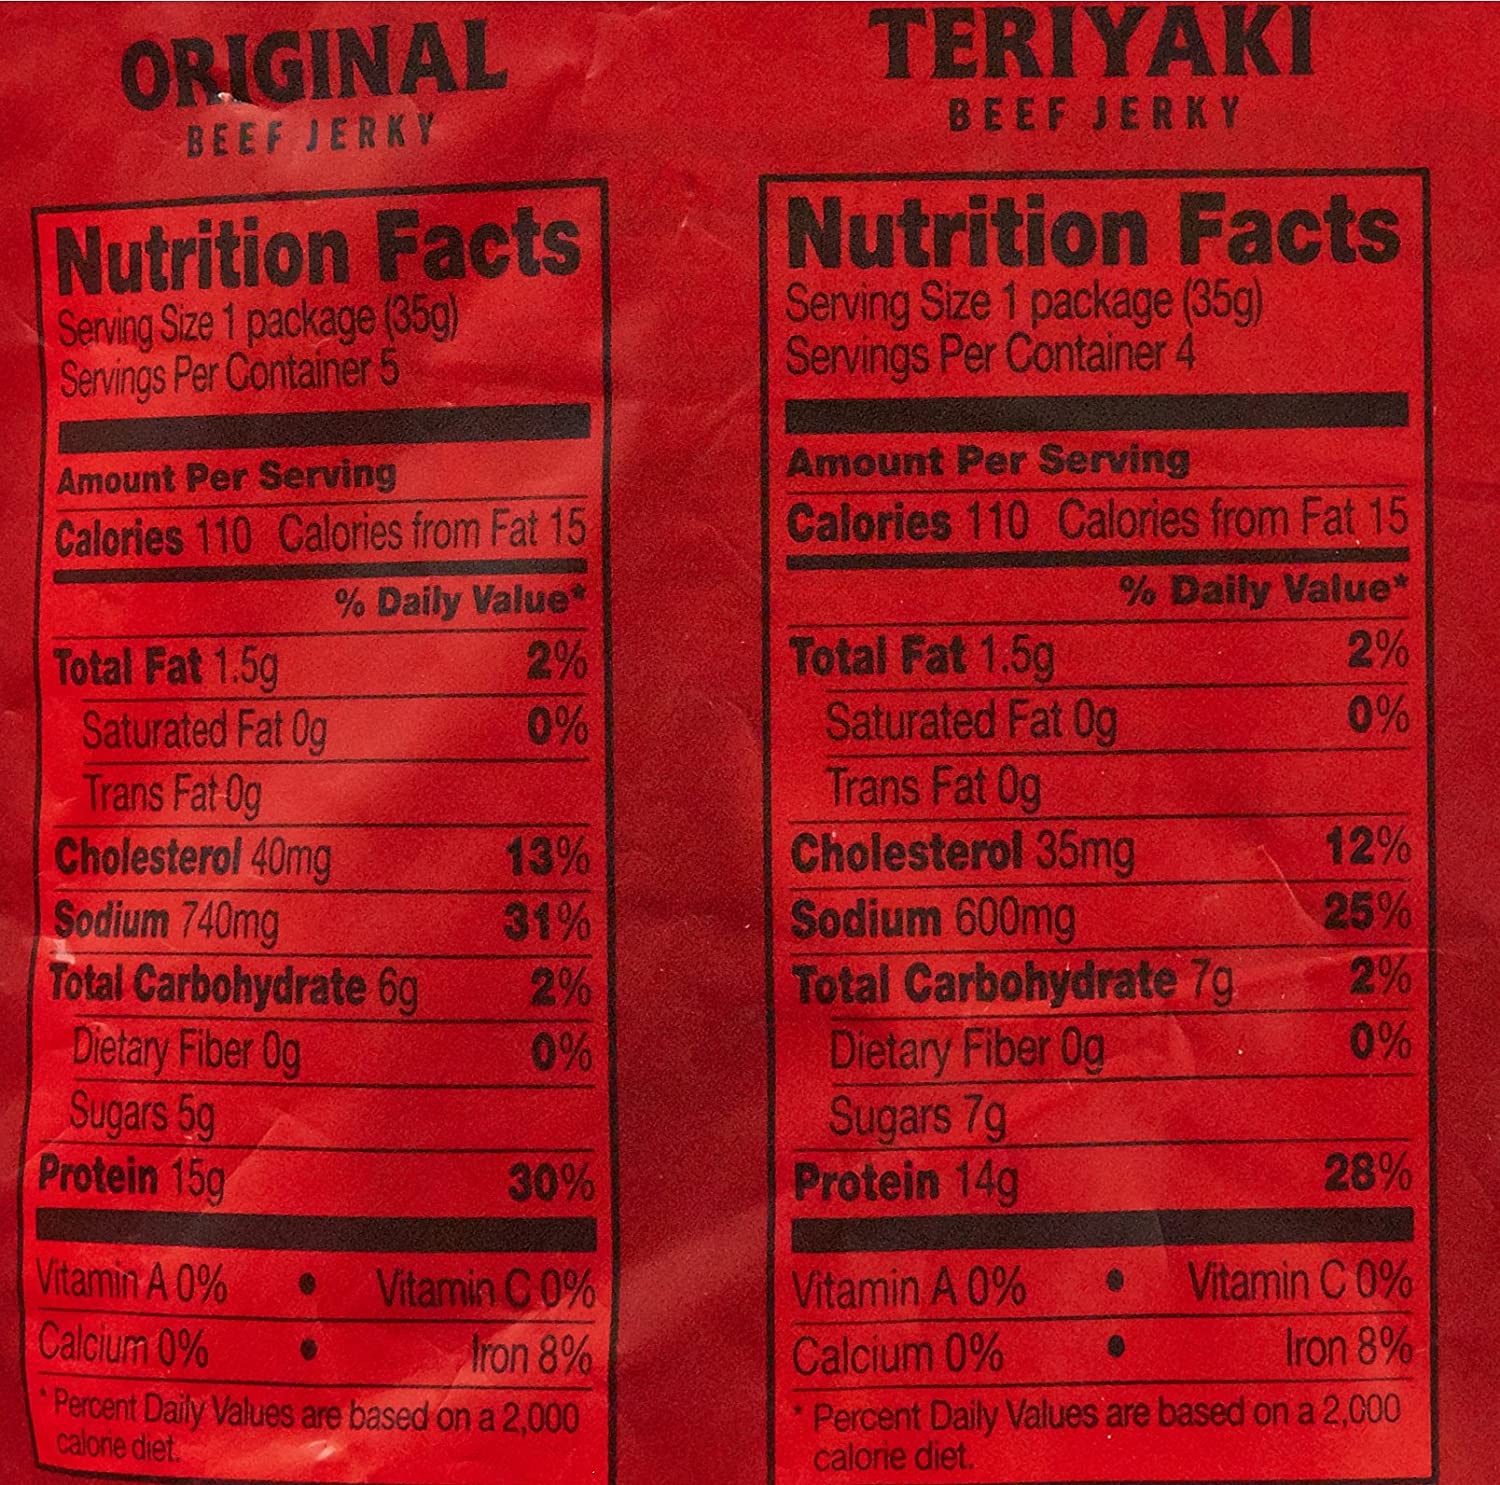 ORIGINAL
BEEF JERKY
Nutrition Facts
Serving Size 1 package (35g)
Servings Per Container 5
Amount Per Serving
Calories 110 Calories from Fat 15
% Daily Value*
Total Fat 1.5g 2%
Saturated Fat 0g 0%
Trans Fat 0g
Cholesterol 40mg 13%
Sodium 740mg 31%
Total Carbohydrate 6g 2%
Dietary Fiber 0g 0%
Sugars 5g
Protein 15g 30%
Vitamin A 0% • Vitamin C 0%
Calcium 0% • Iron 8%
* Percent Daily Values are based on a 2,000
calorie diet.
TERIYAKI
BEEF JERKY
Nutrition Facts
Serving Size 1 package (35g)
Servings Per Container 4
Amount Per Serving
Calories 110 Calories from Fat 15
% Daily Value*
Total Fat 1.5g 2%
Saturated Fat 0g 0%
Trans Fat 0g
Cholesterol 35mg 12%
Sodium 600mg 25%
Total Carbohydrate 7g 2%
Dietary Fiber 0g 0%
Sugars 7g
Protein 14g 28%
Vitamin A 0% • Vitamin C 0%
Calcium 0% • Iron 8%
* Percent Daily Values are based on a 2,000
calorie diet.